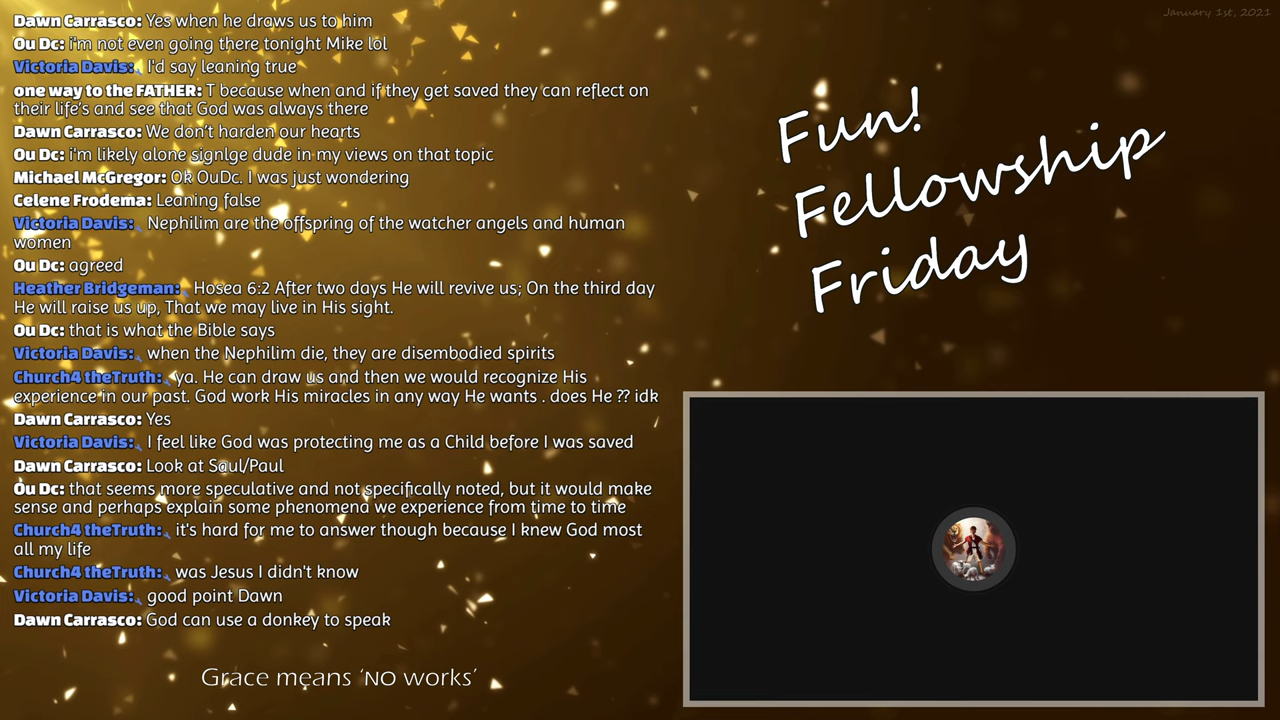 Dawn Carrasco: Yes when he draws us to him
Ou Dc: i'm not even going there tonight Mike lol
Victoria Davis: I'd say leaning true
one way to the FATHER: T because when and if they get saved they can reflect on
their life's and see that God was always there
Dawn Carrasco: We don't harden our hearts
Ou Dc: i'm likely alone signlge dude in my views on that topic
Michael McGregor: Ok OuDc. I was just wondering
Celene Frodema: Leaning false
Victoria Davis: Nephilim are the offspring of the watcher angels and human
women
Ou Dc: agreed
Heather Bridgeman: Hosea 6:2 After two days He will revive us; On the third day
He will raise us up, That we may live in His sight.
Ou Dc: that is what the Bible says
Victoria Davis: when the Nephilim die, they are disembodied spirits
Church4 theTruth: ya. He can draw us and then we would recognize His
experience in our past. God work His miracles in any way He wants . does He ?? idk
Dawn Carrasco: Yes
Victoria Davis: I feel like God was protecting me as a Child before I was saved
Dawn Carrasco: Look at Saul/Paul
Ou Dc: that seems more speculative and not specifically noted, but it would make
sense and perhaps explain some phenomena we experience from time to time
Church4 theTruth: it's hard for me to answer though because I knew God most
all my life
Church4 theTruth: was Jesus I didn't know
Victoria Davis: good point Dawn
Dawn Carrasco: God can use a donkey to speak
Grace means ‘NO works’
January 1st, 2021
Fun!
Fellowship
Friday